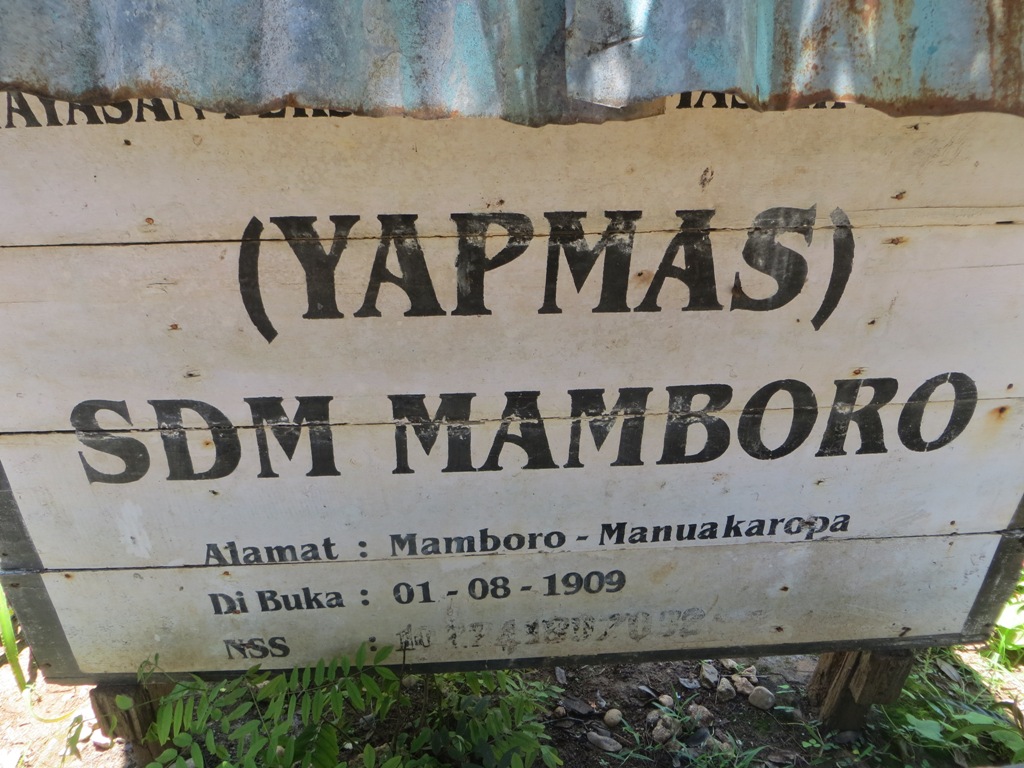 (YAPMAS)
SDM MAMBORO
Alamat : Mamboro - Manuakaropa
Di Buka : 01 - 08 - 1909
NSS :